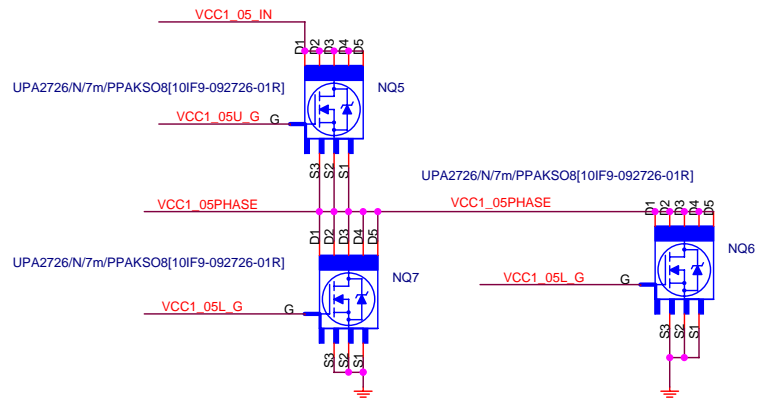 VCC1_05_IN
D1 D2 D3 D4 D5
UPA2726/N/7m/PPAKSO8[10IF9-092726-01R]
NQ5
VCC1_05U_G G
S3 S2 S1
UPA2726/N/7m/PPAKSO8[10IF9-092726-01R]
VCC1_05PHASE VCC1_05PHASE
D1 D2 D3 D4 D5
D1 D2 D3 D4 D5
UPA2726/N/7m/PPAKSO8[10IF9-092726-01R]
NQ7
NQ6
VCC1_05L_G G
VCC1_05L_G G
S3 S2 S1
S3 S2 S1